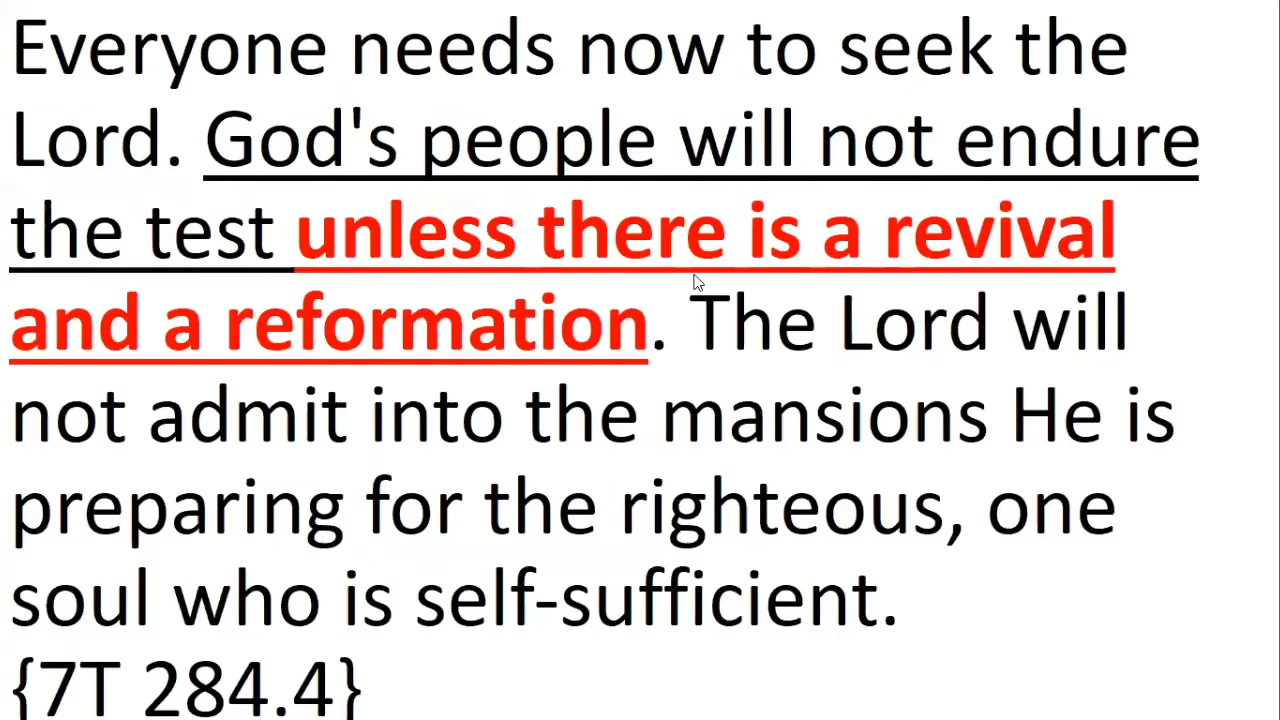 Everyone needs now to seek the
Lord. God's people will not endure
the test unless there is a revival
and a reformation. The Lord will
not admit into the mansions He is
preparing for the righteous, one
soul who is self-sufficient.
{7T 284.4}